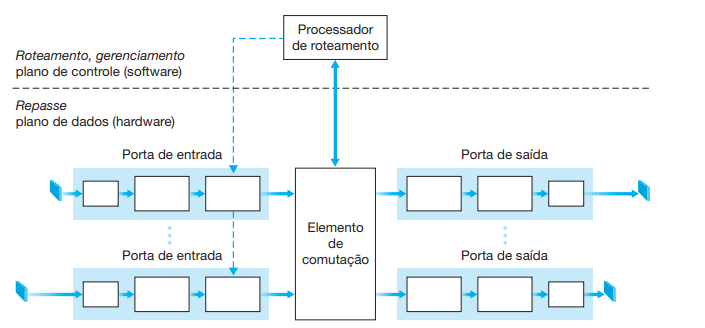 Processador
de roteamento
Roteamento, gerenciamento
plano de controle (software)
Repasse
plano de dados (hardware)
Porta de entrada
Porta de saída
Elemento
de
comutação
Porta de entrada
Porta de saída